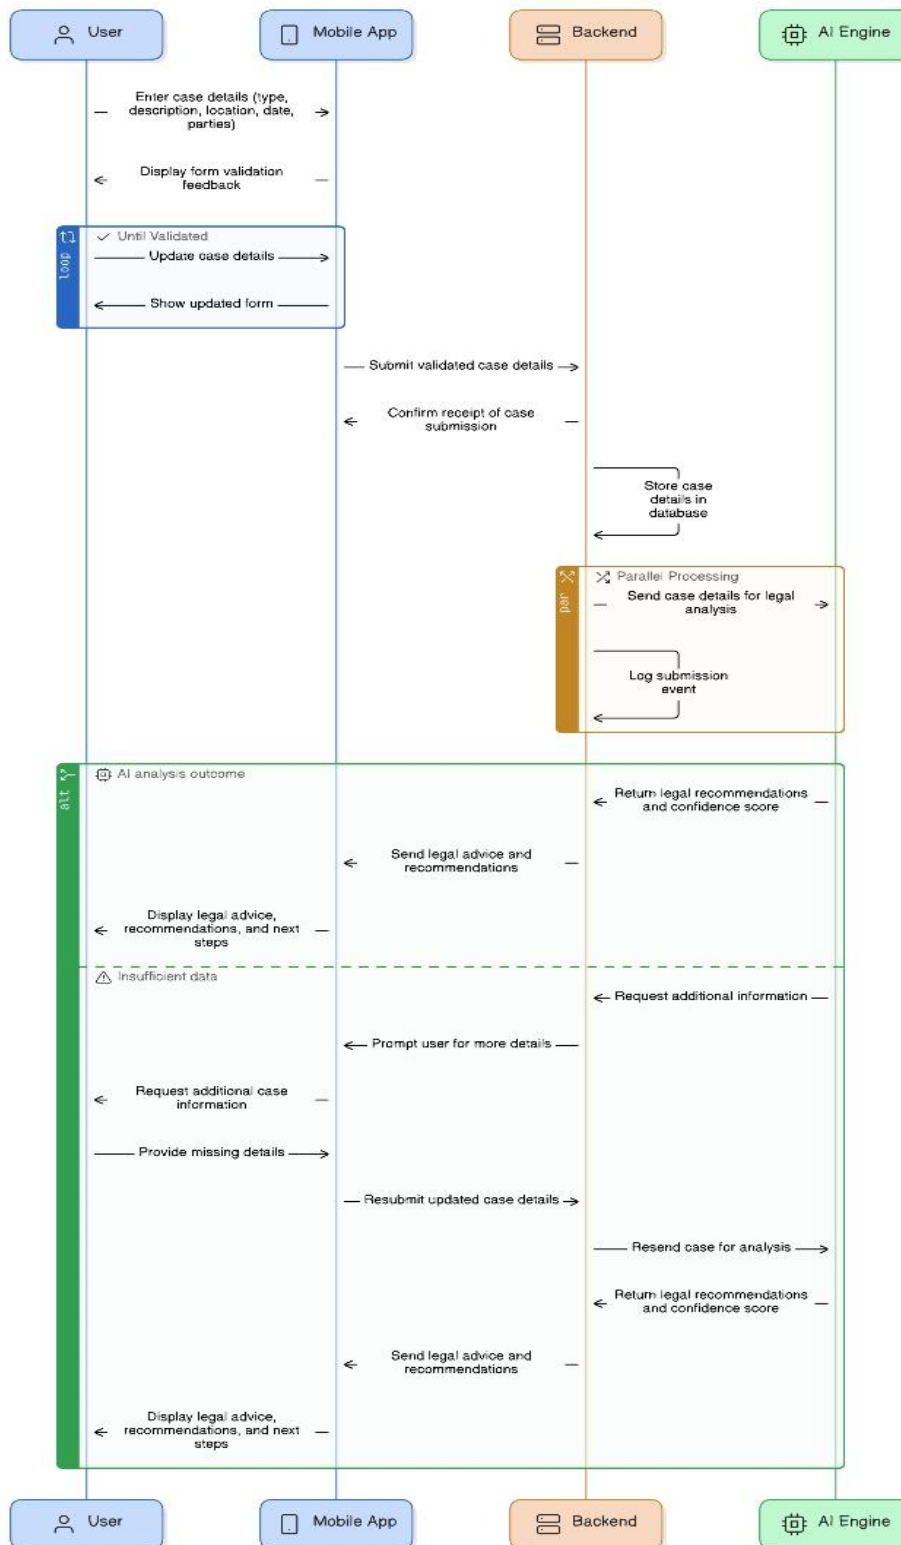 User
Mobile App
Backend
AI Engine
Enter case details (type,
description, location, date,
parties)
Display form validation
feedback
loop
Until Validated
Update case details
Show updated form
Submit validated case details
Confirm receipt of case
submission
Store case
details in
database
par
Parallel Processing
Send case details for legal
analysis
Log submission
event
alt
AI analysis outcome
Return legal recommendations
and confidence score
Send legal advice and
recommendations
Display legal advice,
recommendations, and next
steps
Insufficient data
Request additional information
Prompt user for more details
Request additional case
information
Provide missing details
Resubmit updated case details
Resend case for analysis
Return legal recommendations
and confidence score
Send legal advice and
recommendations
Display legal advice,
recommendations, and next
steps
User
Mobile App
Backend
AI Engine